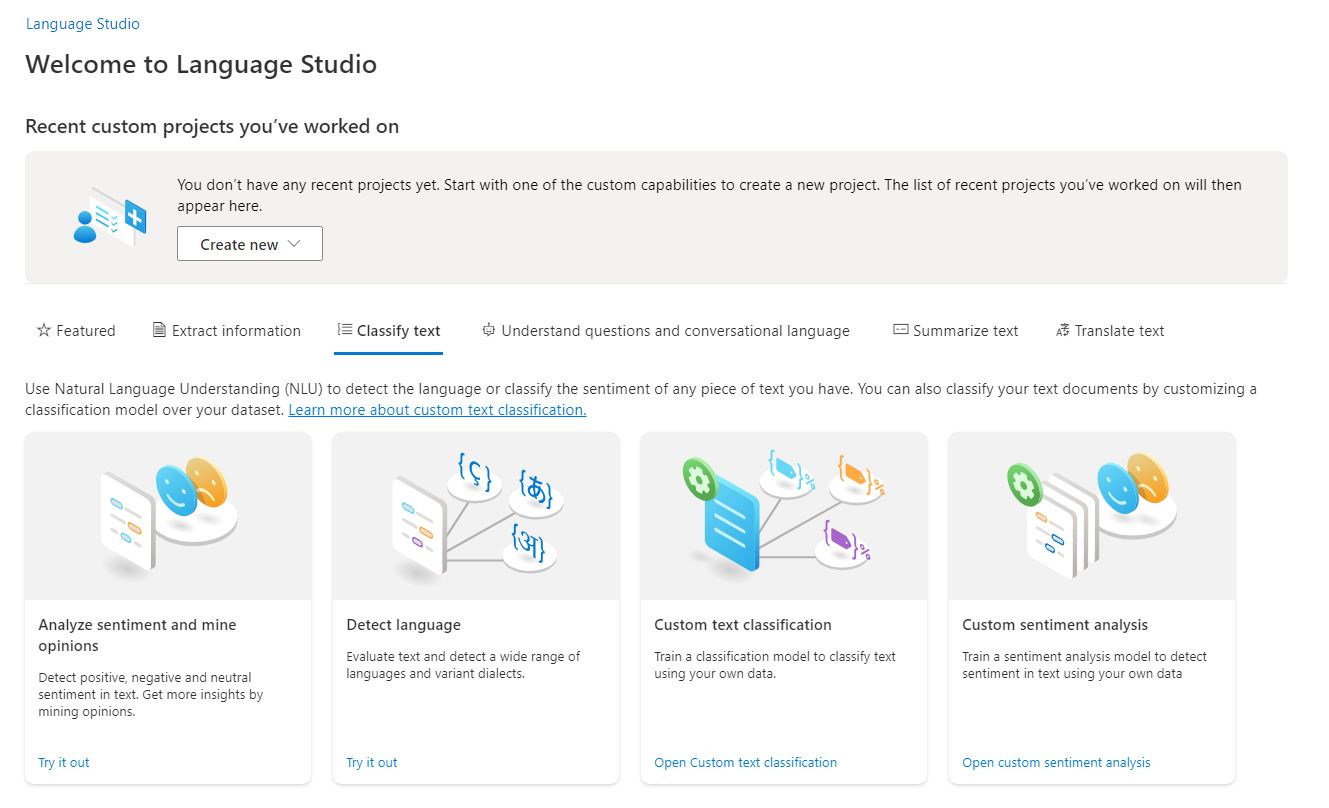 Language Studio
Welcome to Language Studio
Recent custom projects you’ve worked on
You don’t have any recent projects yet. Start with one of the custom capabilities to create a new project. The list of recent projects you’ve worked on will then
appear here.
Create new
Featured
Extract information
Classify text
Understand questions and conversational language
Summarize text
Translate text
Use Natural Language Understanding (NLU) to detect the language or classify the sentiment of any piece of text you have. You can also classify your text documents by customizing a
classification model over your dataset. Learn more about custom text classification.
{ç}
{あ}
{अ}
Analyze sentiment and mine
opinions
Detect positive, negative and neutral
sentiment in text. Get more insights by
mining opinions.
Try it out
Detect language
Evaluate text and detect a wide range of
languages and variant dialects.
Try it out
Custom text classification
Train a classification model to classify text
using your own data.
Open Custom text classification
Custom sentiment analysis
Train a sentiment analysis model to detect
sentiment in text using your own data
Open custom sentiment analysis